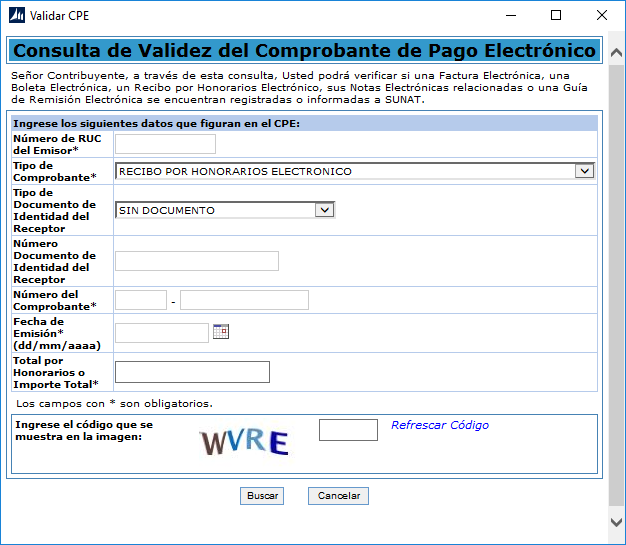 Validar CPE
Consulta de Validez del Comprobante de Pago Electrónico
Señor Contribuyente, a través de esta consulta, Usted podrá verificar si una Factura Electrónica, una
Boleta Electrónica, un Recibo por Honorarios Electrónico, sus Notas Electrónicas relacionadas o una Guía
de Remisión Electrónica se encuentran registradas o informadas a SUNAT.
Ingrese los siguientes datos que figuran en el CPE:
Número de RUC
del Emisor*
Tipo de
Comprobante*
RECIBO POR HONORARIOS ELECTRONICO
Tipo de
Documento de
Identidad del
Receptor
SIN DOCUMENTO
Número
Documento de
Identidad del
Receptor
Número del
Comprobante*
-
Fecha de
Emisión*
(dd/mm/aaaa)
Total por
Honorarios o
Importe Total*
Los campos con * son obligatorios.
Ingrese el código que se
muestra en la imagen:
WVRE
Refrescar Código
Buscar
Cancelar